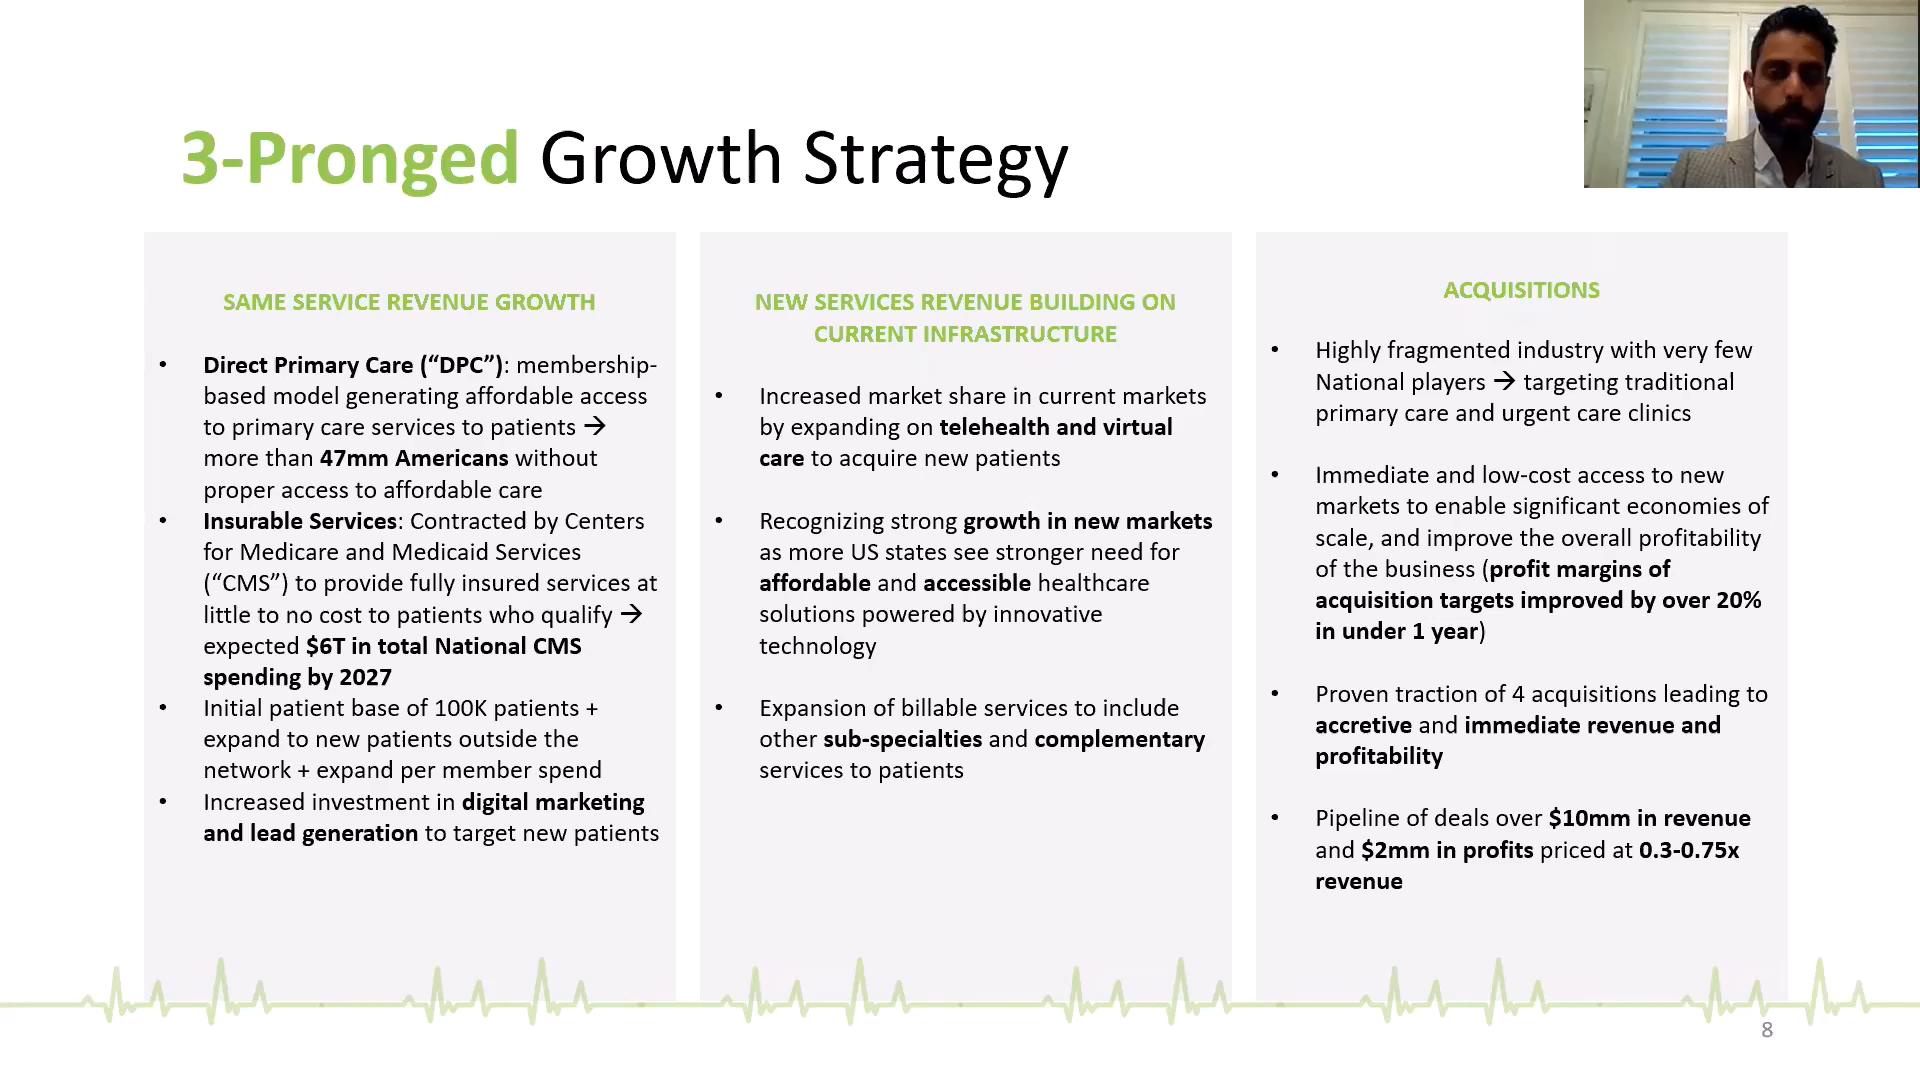 3-Pronged Growth Strategy
SAME SERVICE REVENUE GROWTH
• Direct Primary Care (“DPC”): membership-
based model generating affordable access
to primary care services to patients →
more than 47mm Americans without
proper access to affordable care
• Insurable Services: Contracted by Centers
for Medicare and Medicaid Services
(“CMS”) to provide fully insured services at
little to no cost to patients who qualify →
expected $6T in total National CMS
spending by 2027
• Initial patient base of 100K patients +
expand to new patients outside the
network + expand per member spend
• Increased investment in digital marketing
and lead generation to target new patients
NEW SERVICES REVENUE BUILDING ON
CURRENT INFRASTRUCTURE
• Increased market share in current markets
by expanding on telehealth and virtual
care to acquire new patients
• Recognizing strong growth in new markets
as more US states see stronger need for
affordable and accessible healthcare
solutions powered by innovative
technology
• Expansion of billable services to include
other sub-specialties and complementary
services to patients
ACQUISITIONS
• Highly fragmented industry with very few
National players → targeting traditional
primary care and urgent care clinics
• Immediate and low-cost access to new
markets to enable significant economies of
scale, and improve the overall profitability
of the business (profit margins of
acquisition targets improved by over 20%
in under 1 year)
• Proven traction of 4 acquisitions leading to
accretive and immediate revenue and
profitability
• Pipeline of deals over $10mm in revenue
and $2mm in profits priced at 0.3-0.75x
revenue
8